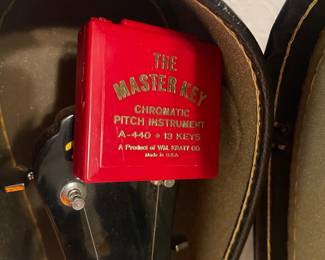 THE
MASTER KEY
CHROMATIC
PITCH INSTRUMENT
A-440 • 13 KEYS
A Product of WM. KRATT CO.
Made in U.S.A.